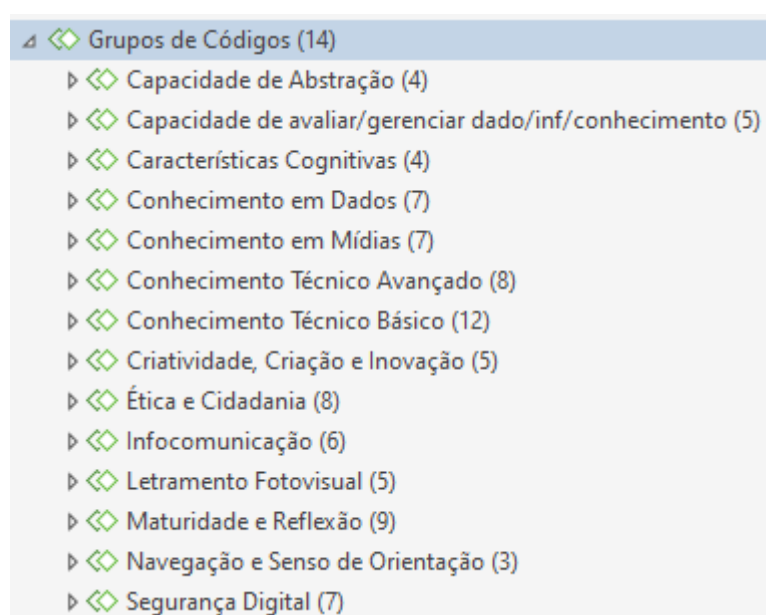 Grupos de Códigos (14)
Capacidade de Abstração (4)
Capacidade de avaliar/gerenciar dado/inf/conhecimento (5)
Características Cognitivas (4)
Conhecimento em Dados (7)
Conhecimento em Mídias (7)
Conhecimento Técnico Avançado (8)
Conhecimento Técnico Básico (12)
Criatividade, Criação e Inovação (5)
Ética e Cidadania (8)
Infocomunicação (6)
Letramento Fotovisual (5)
Maturidade e Reflexão (9)
Navegação e Senso de Orientação (3)
Segurança Digital (7)